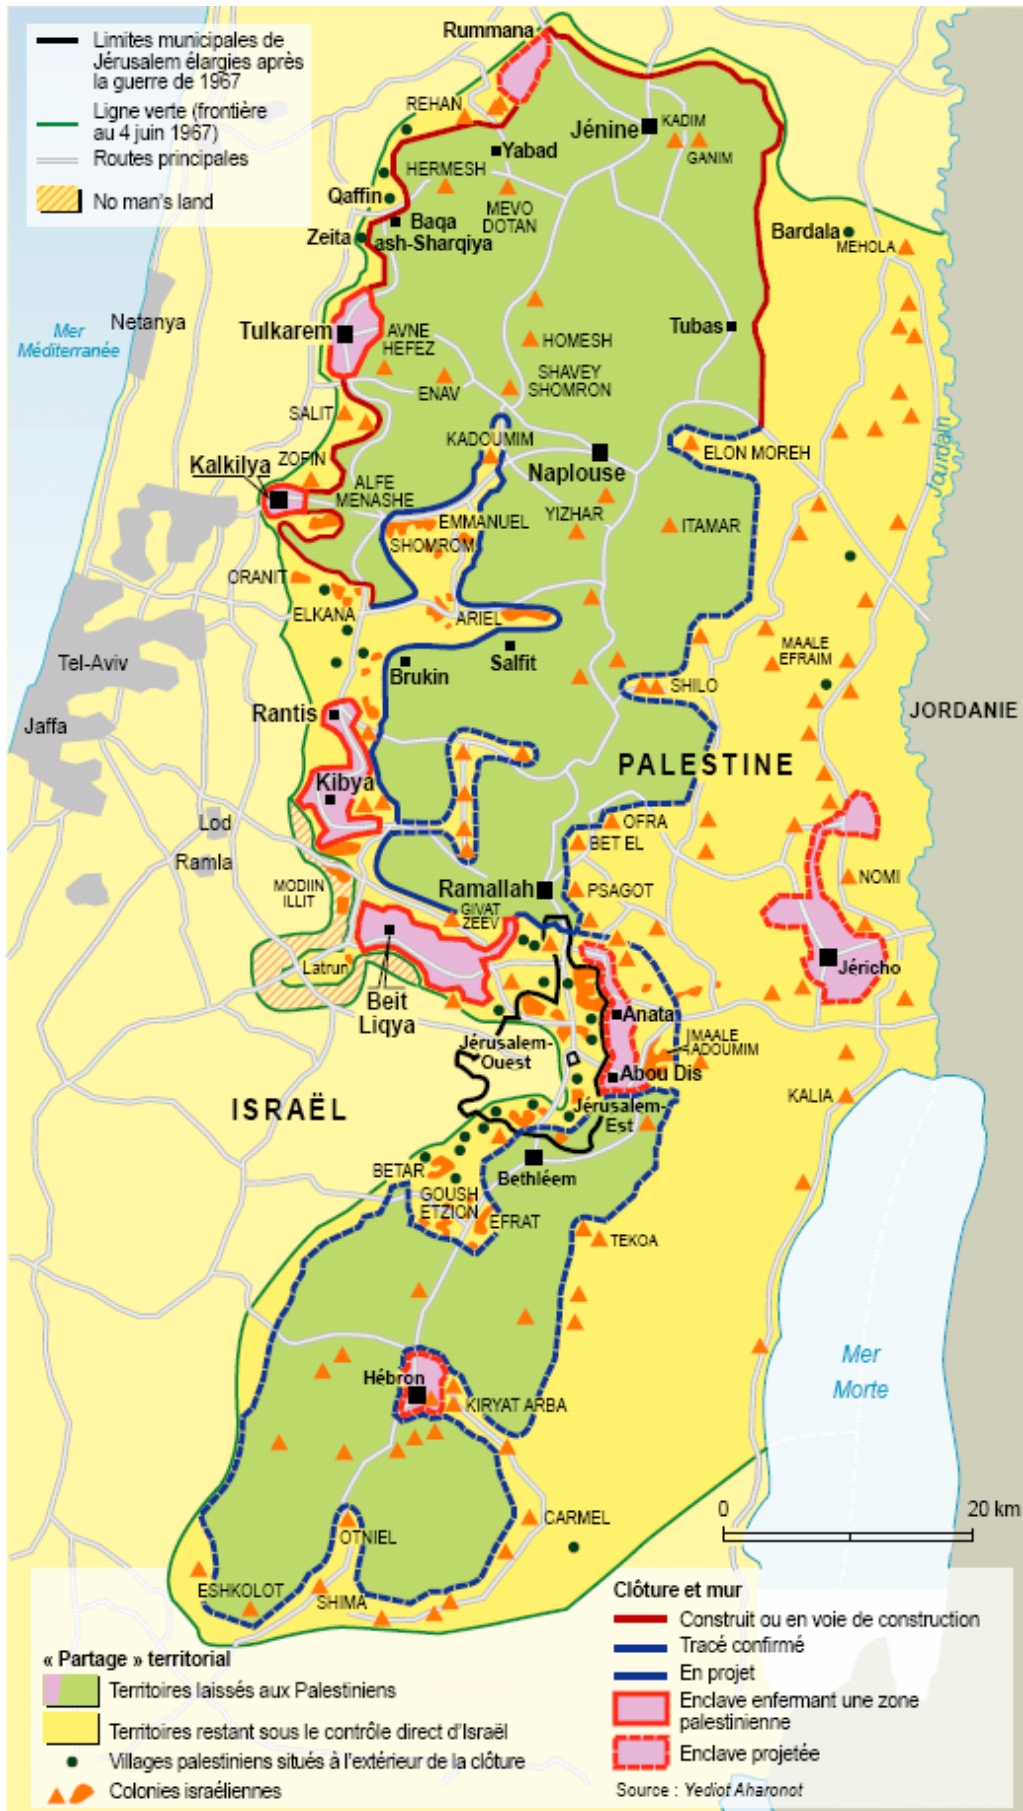 Limites municipales de
Jérusalem élargies après
la guerre de 1967
Ligne verte (frontière
au 4 juin 1967)
Routes principales
No man's land
Rummana
REHAN
Jénine
KADIM
GANIM
Yabad
HERMESH
Qaffin
MEVO
DOTAN
Baqa
ash-Sharqiya
Zeita
Bardala
MEHOLA
Netanya
Mer
Méditerranée
Tulkarem
AVNE
HEFEZ
HOMESH
Tubas
SHAVEY
SHOMRON
ENAV
SALIT
KADOUMIM
ELON MOREH
Jourdain
ZOFIN
Kalkilya
Naplouse
ALFE
MENASHE
YIZHAR
ITAMAR
EMMANUEL
SHOMROM
ORANIT
ELKANA
ARIEL
Tel-Aviv
Salfit
Brukin
MAALE
EFRAIM
SHILO
Rantis
Jaffa
JORDANIE
PALESTINE
Kibya
Lod
OFRA
BET EL
Ramla
MODIIN
ILLIT
Ramallah
PSAGOT
NOMI
GIVAT
ZEEV
Latrun
Jéricho
Beit
Liqya
Anata
Jérusalem-
Ouest
MAALE
ADOUMIM
Abou Dis
KALIA
ISRAËL
Jérusalem-
Est
BETAR
Bethléem
GOUSH
ETZION
EFRAT
TEKOA
Mer
Morte
Hébron
KIRYAT ARBA
0
20 km
CARMEL
OTNIEL
ESHKOLOT
SHIMA
« Partage » territorial
Territoires laissés aux Palestiniens
Territoires restant sous le contrôle direct d'Israël
Villages palestiniens situés à l'extérieur de la clôture
Colonies israéliennes
Clôture et mur
Construit ou en voie de construction
Tracé confirmé
En projet
Enclave enfermant une zone
palestinienne
Enclave projetée
Source : Yediot Aharonot